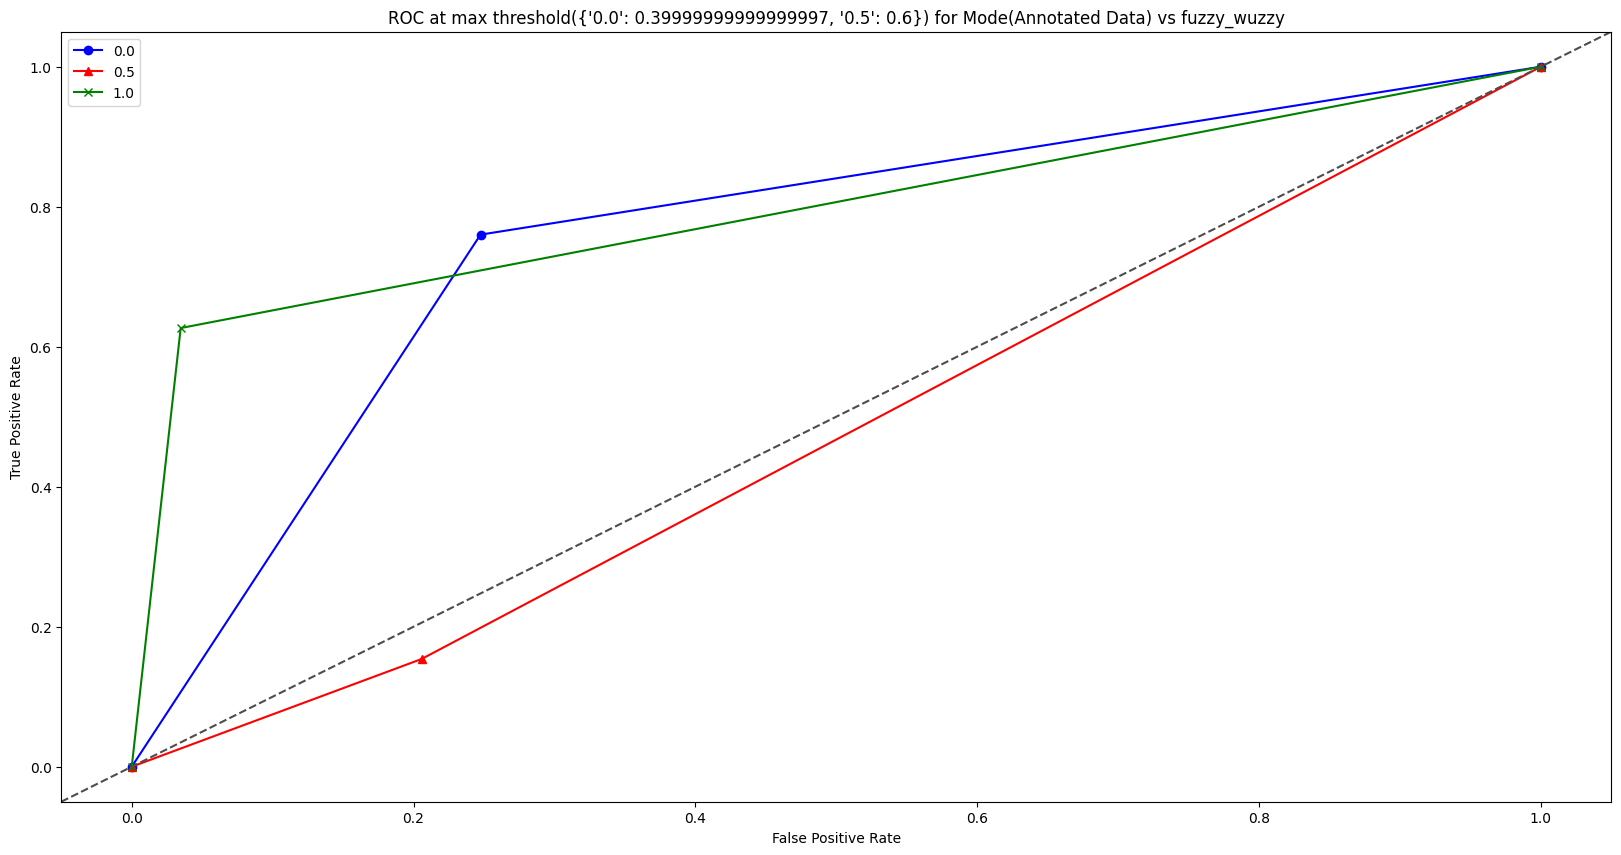 ROC at max threshold({'0.0': 0.39999999999999997, '0.5': 0.6}) for Mode(Annotated Data) vs fuzzy_wuzzy
0.0
0.5
1.0
1.0
0.8
0.6
0.4
0.2
0.0
True Positive Rate
0.0 0.2 0.4 0.6 0.8 1.0
False Positive Rate